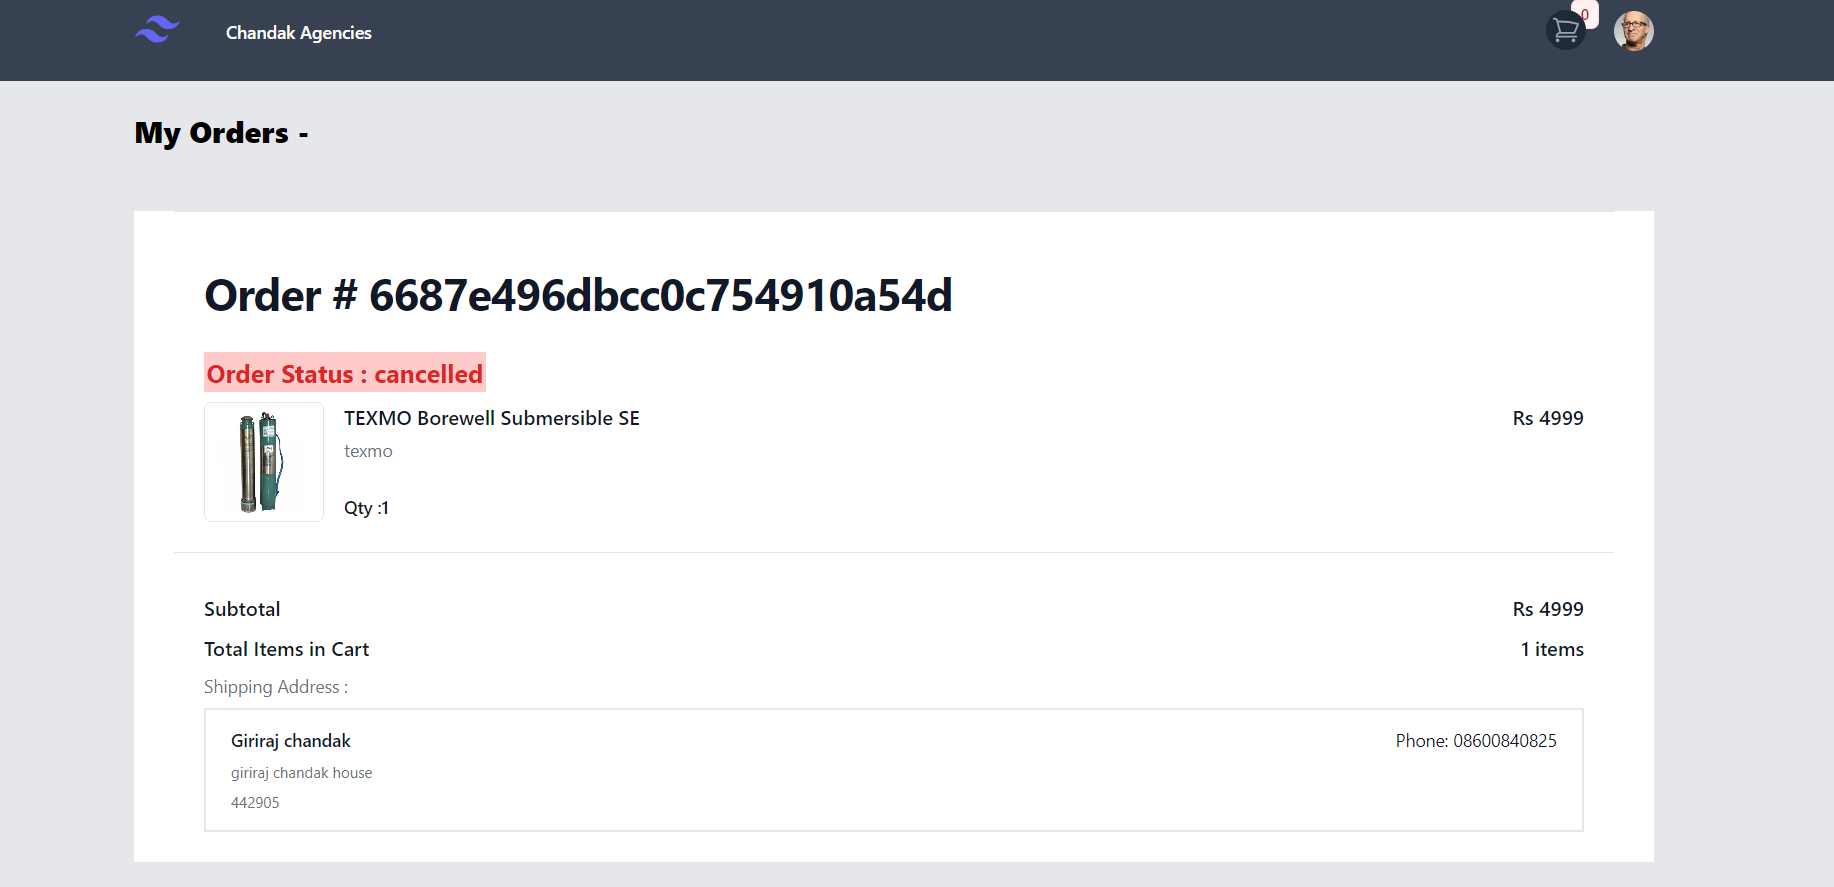 Chandak Agencies
0
My Orders -
Order # 6687e496dbcc0c754910a54d
Order Status : cancelled
TEXMO Borewell Submersible SE
Rs 4999
texmo
Qty :1
Subtotal
Rs 4999
Total Items in Cart
1 items
Shipping Address :
Giriraj chandak
Phone: 08600840825
giriraj chandak house
442905